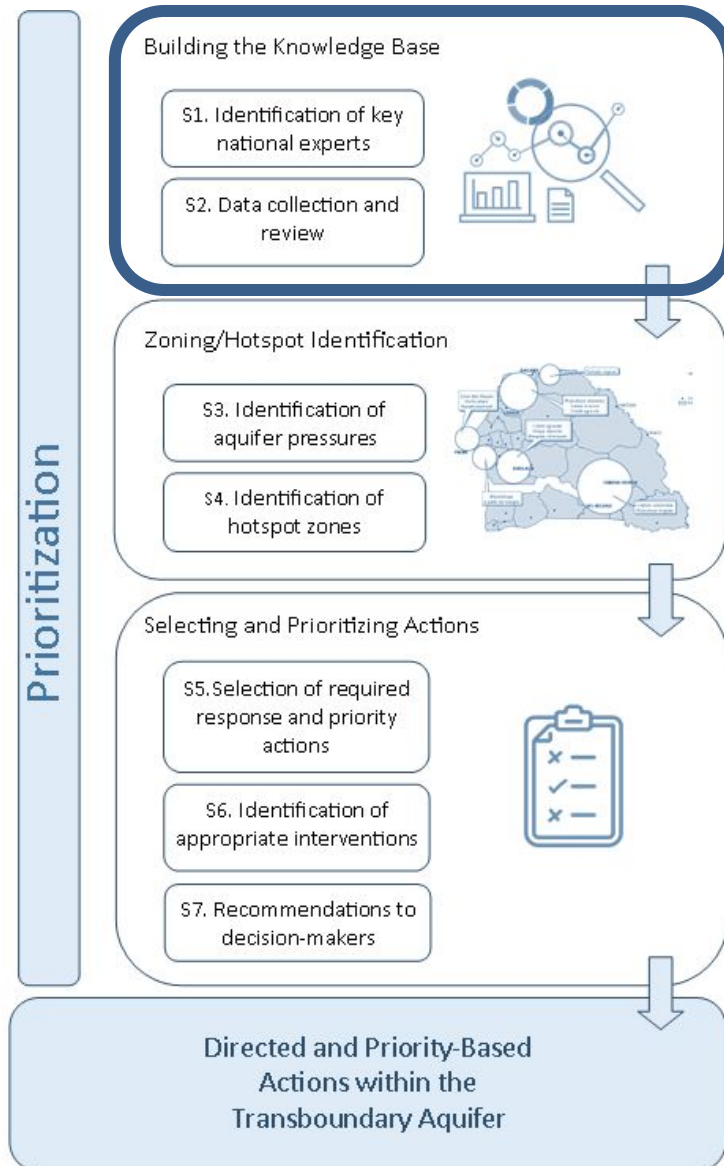 Prioritization
Building the Knowledge Base
S1. Identification of key
national experts
S2. Data collection and
review
Zoning/Hotspot Identification
S3. Identification of
aquifer pressures
S4. Identification of
hotspot zones
Selecting and Prioritizing Actions
S5.Selection of required
response and priority
actions
S6. Identification of
appropriate interventions
S7. Recommendations to
decision-makers
Directed and Priority-Based
Actions within the
Transboundary Aquifer